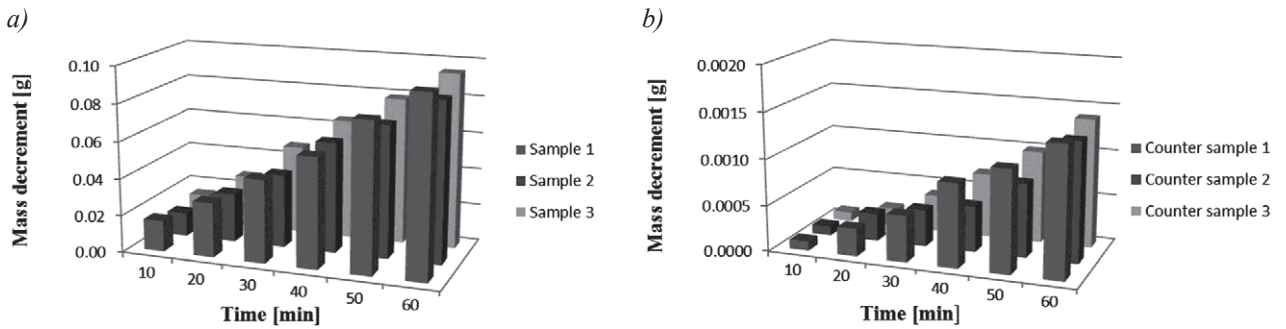 a)
Mass decrement [g]
0.10
0.08
0.06
0.04
0.02
0.00
10 20 30 40 50 60
Time [min]
Sample 1
Sample 2
Sample 3
b)
Mass decrement [g]
0.0020
0.0015
0.0010
0.0005
0.0000
10 20 30 40 50 60
Time [min]
Counter sample 1
Counter sample 2
Counter sample 3